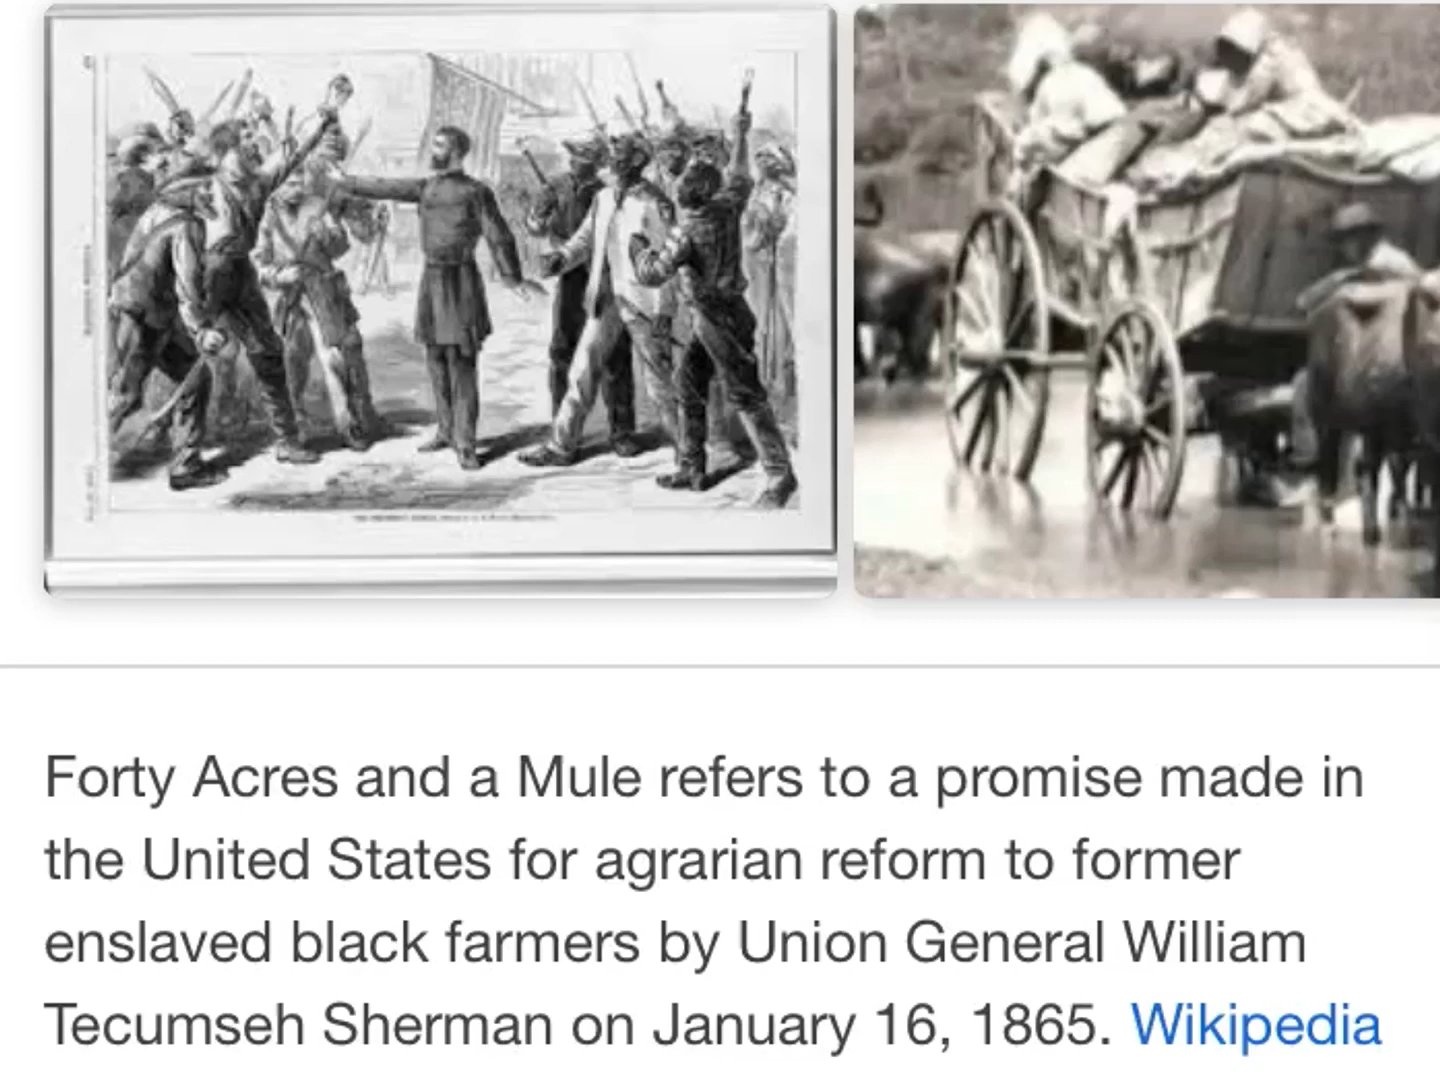 Forty Acres and a Mule refers to a promise made in
the United States for agrarian reform to former
enslaved black farmers by Union General William
Tecumseh Sherman on January 16, 1865. Wikipedia